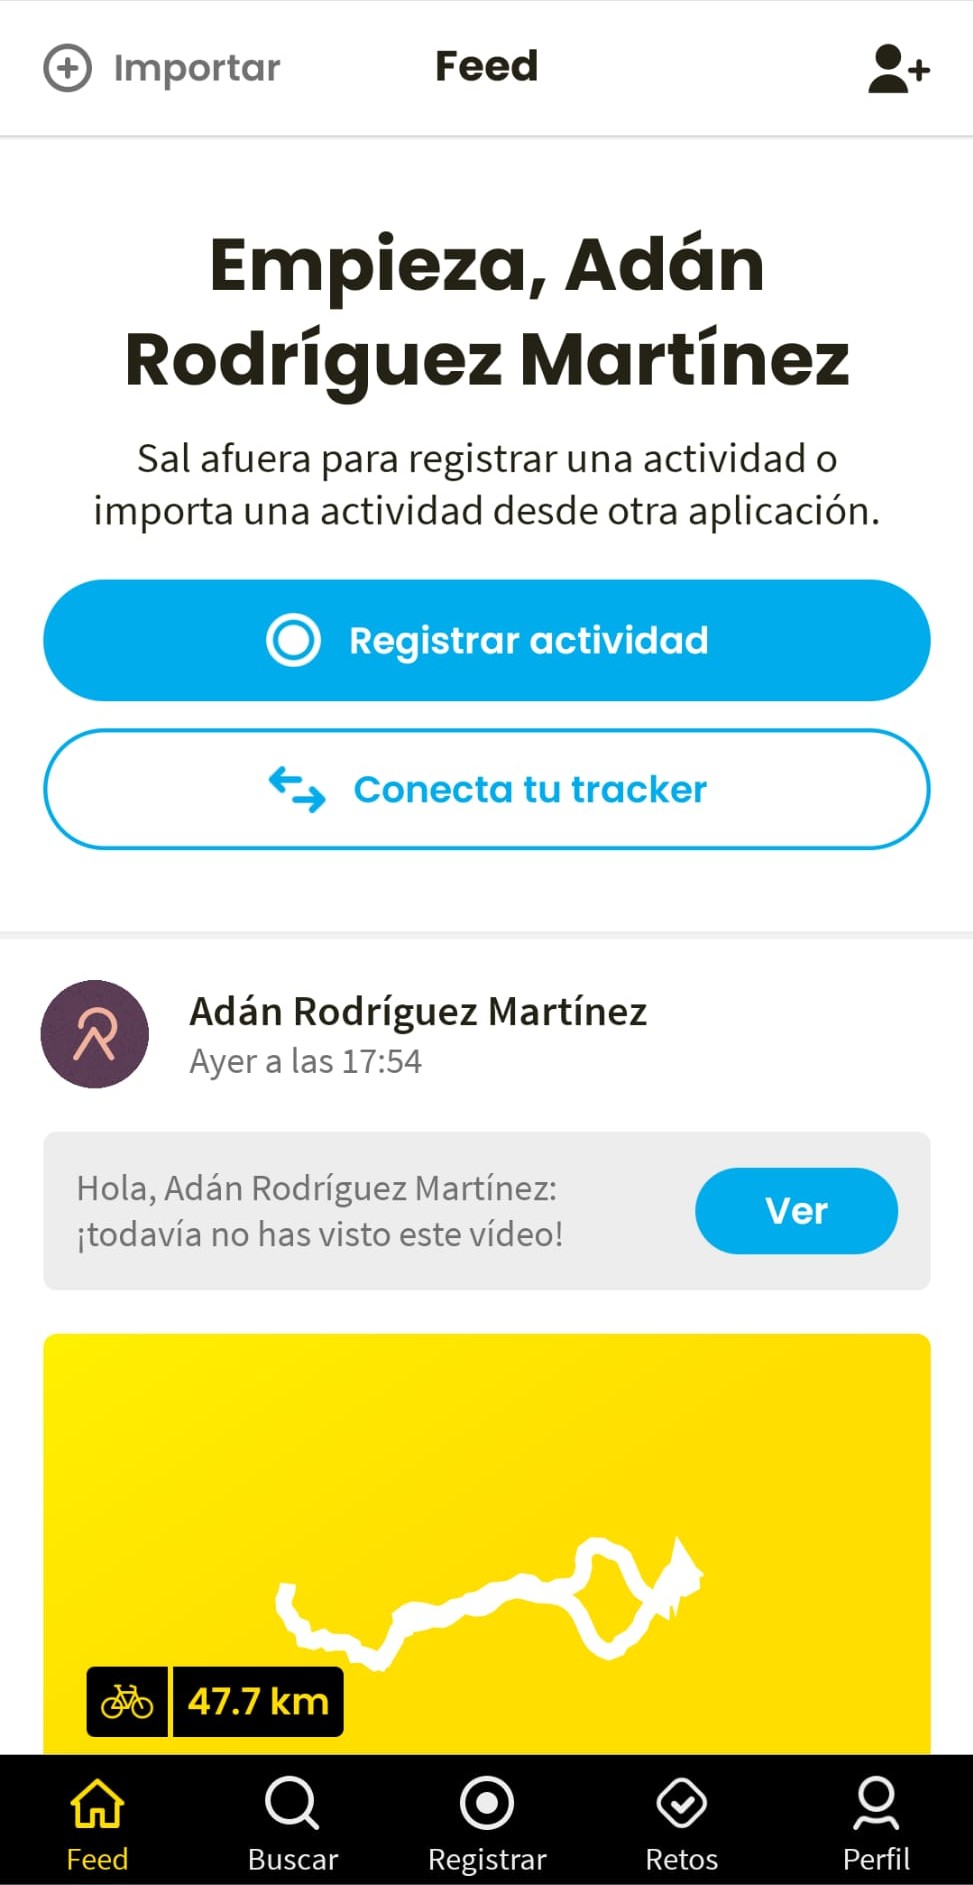 Importar
Feed
Empieza, Adán
Rodríguez Martínez
Sal afuera para registrar una actividad o
importa una actividad desde otra aplicación.
Registrar actividad
Conecta tu tracker
Adán Rodríguez Martínez
Ayer a las 17:54
Hola, Adán Rodríguez Martínez:
¡todavía no has visto este vídeo!
Ver
47.7 km
Feed
Buscar
Registrar
Retos
Perfil